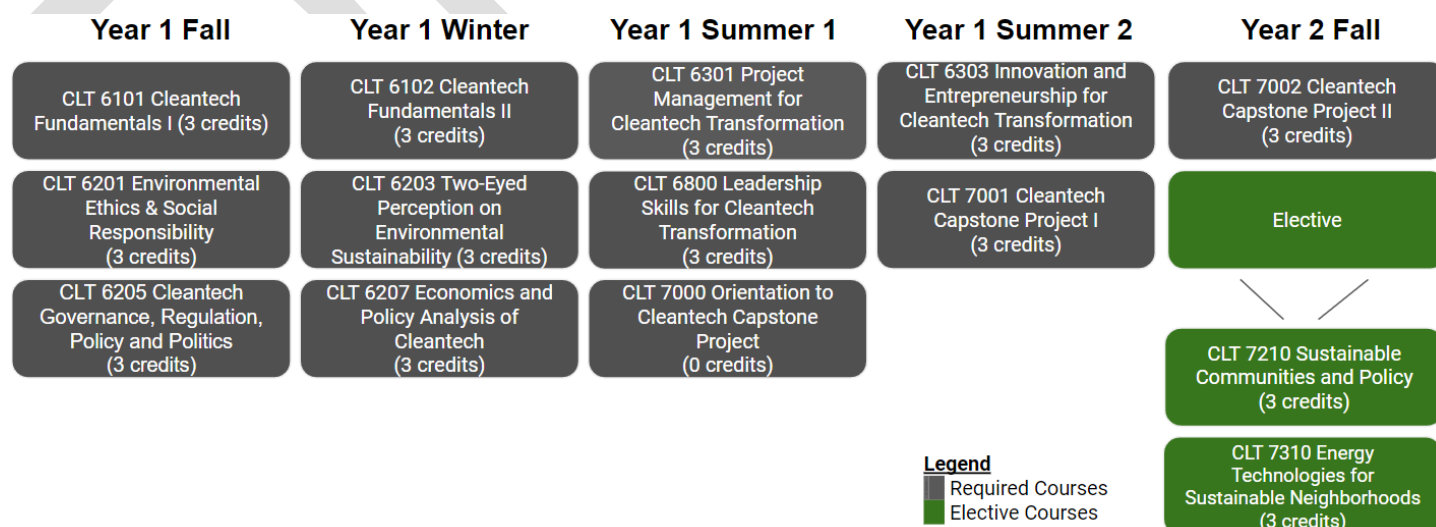 Year 1 Fall
CLT 6101 Cleantech
Fundamentals I (3 credits)
CLT 6201 Environmental
Ethics & Social
Responsibility
(3 credits)
CLT 6205 Cleantech
Governance, Regulation,
Policy and Politics
(3 credits)
Year 1 Winter
CLT 6102 Cleantech
Fundamentals II
(3 credits)
CLT 6203 Two-Eyed
Perception on
Environmental
Sustainability (3 credits)
CLT 6207 Economics and
Policy Analysis of
Cleantech
(3 credits)
Year 1 Summer 1
CLT 6301 Project
Management for
Cleantech Transformation
(3 credits)
CLT 6800 Leadership
Skills for Cleantech
Transformation
(3 credits)
CLT 7000 Orientation to
Cleantech Capstone
Project
(0 credits)
Year 1 Summer 2
CLT 6303 Innovation and
Entrepreneurship for
Cleantech Transformation
(3 credits)
CLT 7001 Cleantech
Capstone Project I
(3 credits)
Year 2 Fall
CLT 7002 Cleantech
Capstone Project II
(3 credits)
Elective
CLT 7210 Sustainable
Communities and Policy
(3 credits)
CLT 7310 Energy
Technologies for
Sustainable Neighborhoods
(3 credits)
Legend
Required Courses
Elective Courses